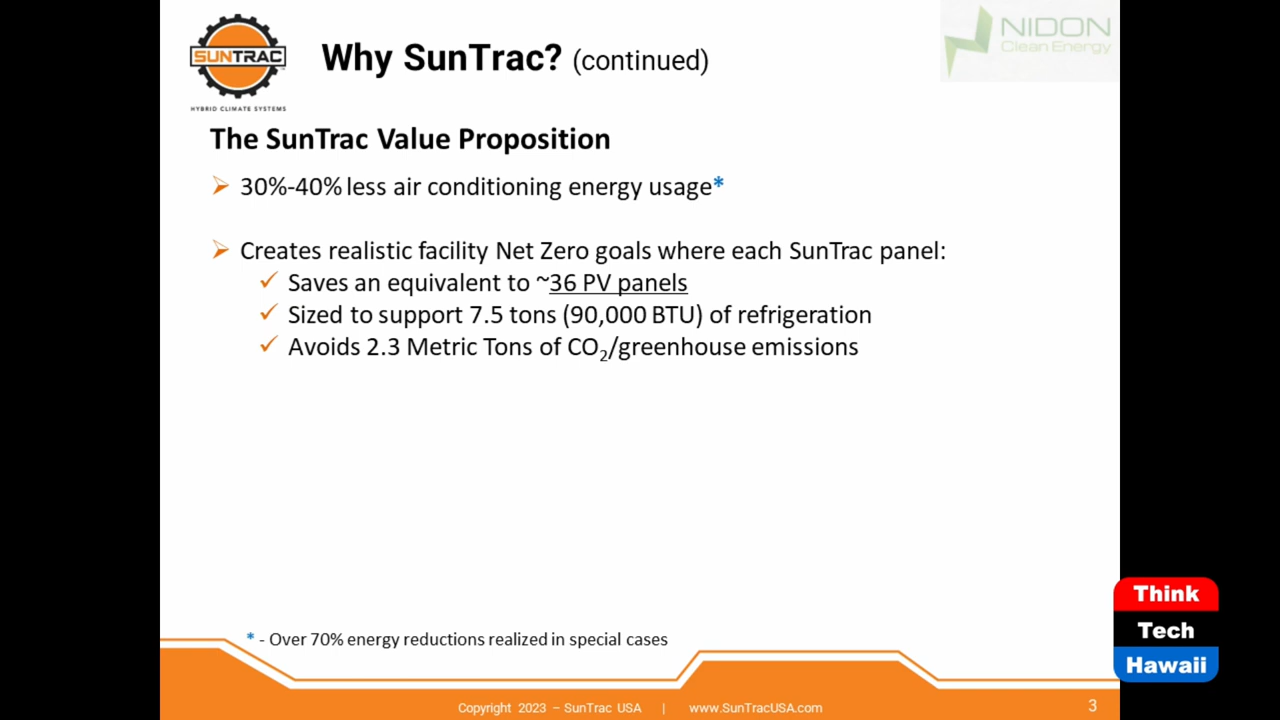 SUNTRAC
HYBRID CLIMATE SYSTEMS
Why SunTrac? (continued)
NIDON
Clean Energy
The SunTrac Value Proposition
30%-40% less air conditioning energy usage*
Creates realistic facility Net Zero goals where each SunTrac panel:
Saves an equivalent to ~36 PV panels
Sized to support 7.5 tons (90,000 BTU) of refrigeration
Avoids 2.3 Metric Tons of CO₂/greenhouse emissions
* - Over 70% energy reductions realized in special cases
Think
Tech
Hawaii
Copyright 2023 – SunTrac USA | www.SunTracUSA.com
3